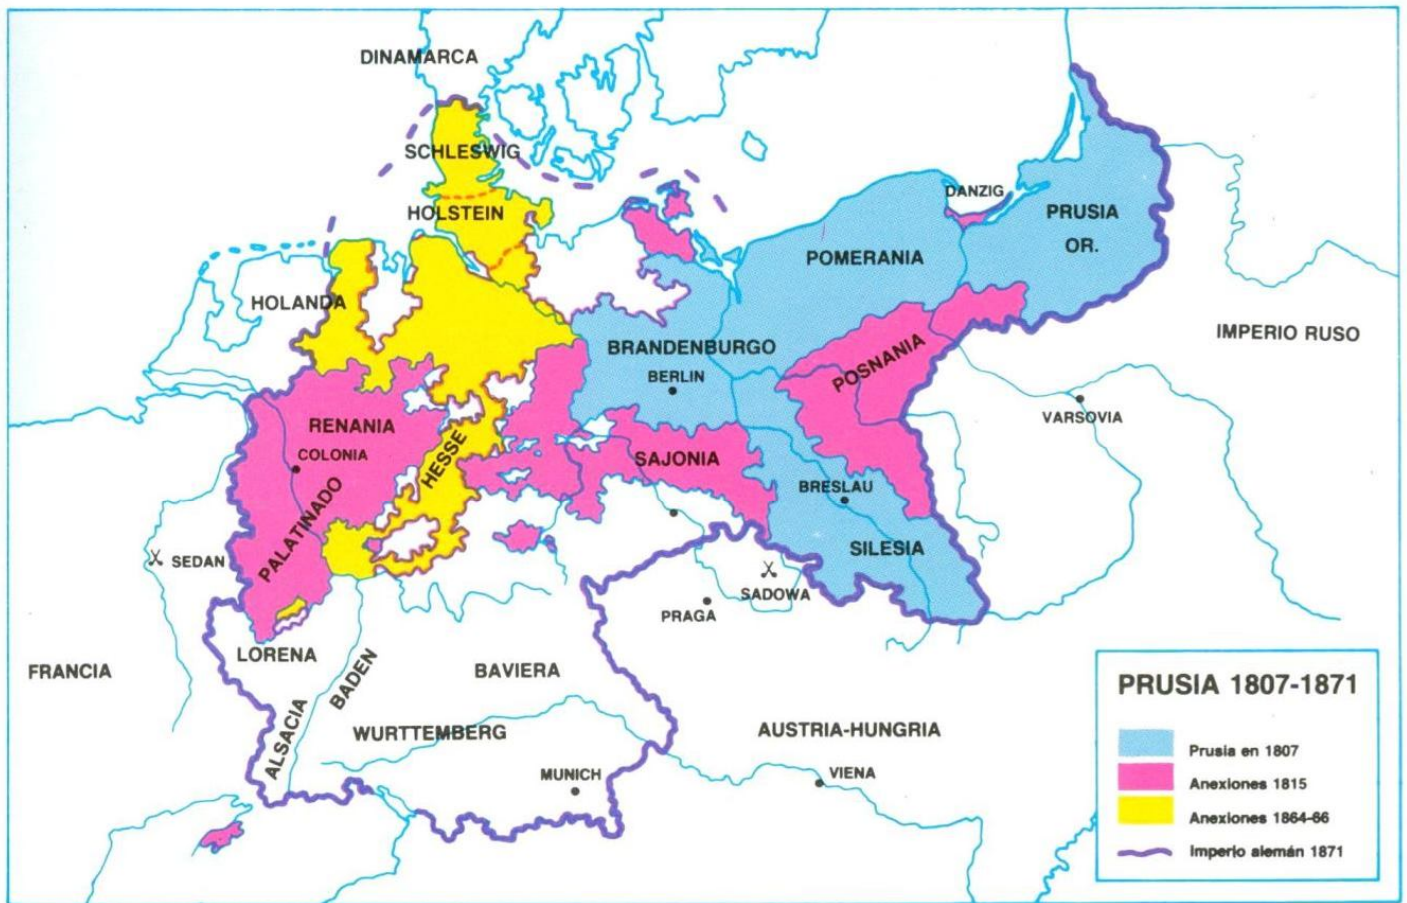 DINAMARCA
SCHLESWIG
HOLSTEIN
DANZIG
PRUSIA
OR.
POMERANIA
HOLANDA
IMPERIO RUSO
BRANDENBURGO
BERLIN
POSNANIA
VARSOVIA
RENANIA
COLONIA
HESSE
SAJONIA
BRESLAU
PALATINADO
SEDAN
SILESIA
SADOWA
PRAGA
LORENA
FRANCIA
BADEN
BAVIERA
ALSACIA
WURTTEMBERG
AUSTRIA-HUNGRIA
MUNICH
VIENA
PRUSIA 1807-1871
Prusia en 1807
Anexiones 1815
Anexiones 1864-66
Imperio alemán 1871